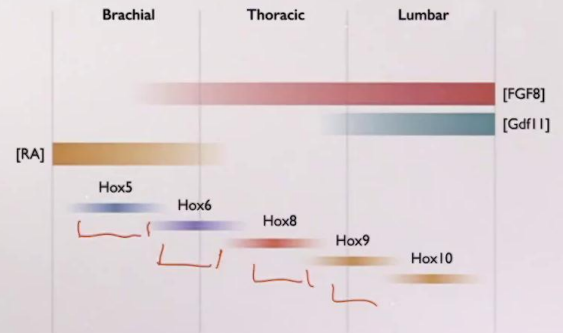 Brachial Thoracic Lumbar
[FGF8]
[Gdf11]
[RA]
Hox5
Hox6
Hox8
Hox9
Hox10